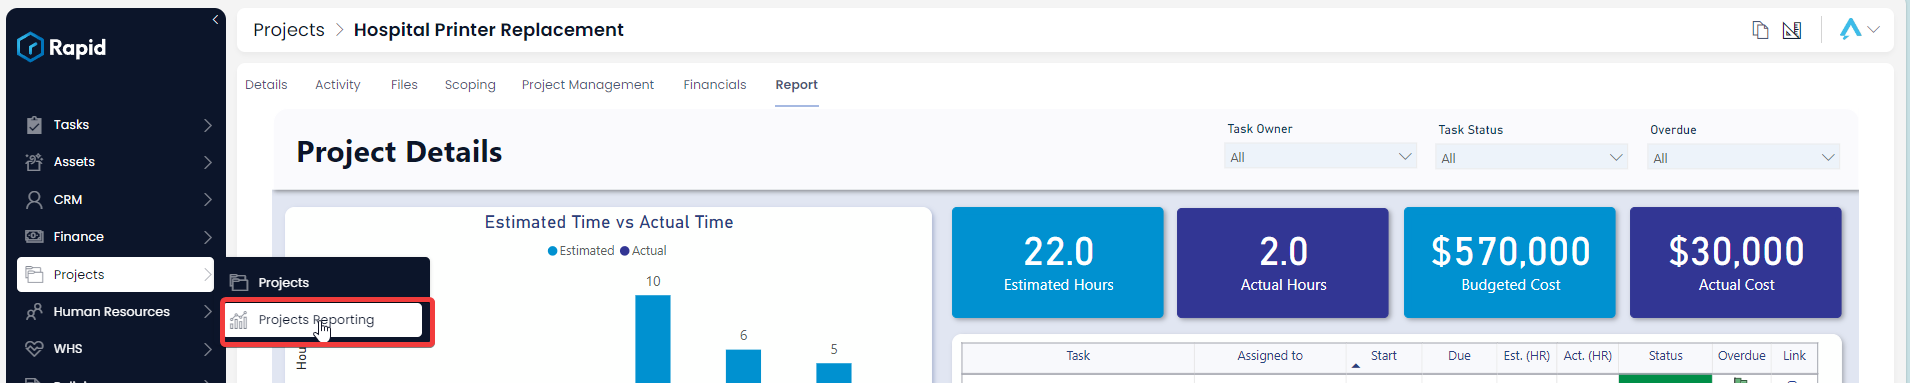 Rapid
Projects > Hospital Printer Replacement
Details Activity Files Scoping Project Management Financials Report
Tasks
Assets
CRM
Finance
Projects
Human Resources
WHS
Projects
Projects Reporting
Project Details
Task Owner
All
Task Status
All
Overdue
All
Estimated Time vs Actual Time
Estimated Actual
10
6
5
22.0
Estimated Hours
2.0
Actual Hours
$570,000
Budgeted Cost
$30,000
Actual Cost
Task Assigned to Start Due Est. (HR) Act. (HR) Status Overdue Link